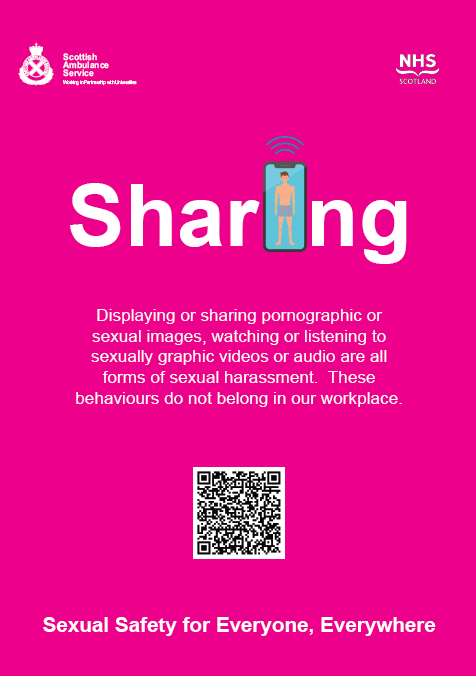 Scottish
Ambulance
Service
Working in Partnership with Universities
NHS
SCOTLAND
Sharing
Displaying or sharing pornographic or
sexual images, watching or listening to
sexually graphic videos or audio are all
forms of sexual harassment.  These
behaviours do not belong in our workplace.
Sexual Safety for Everyone, Everywhere